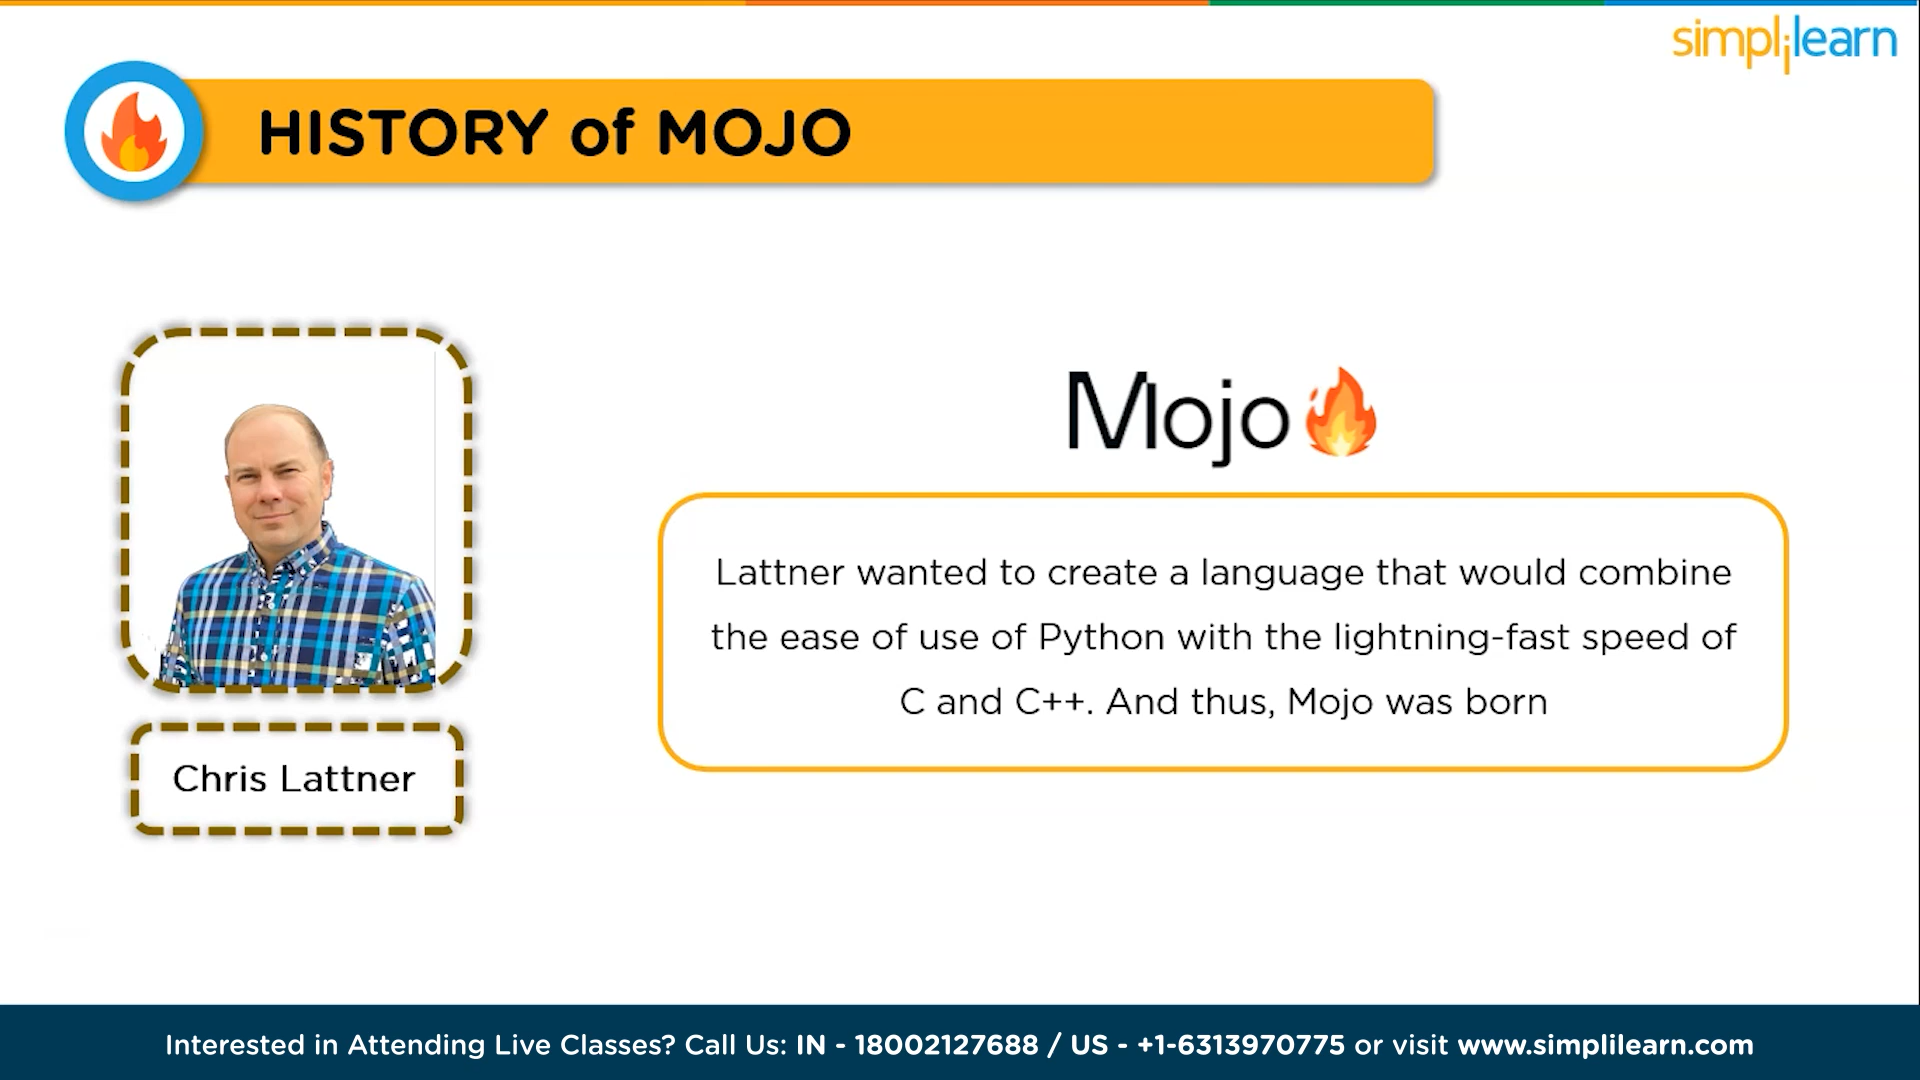 simplilearn
HISTORY of MOJO
Mojo
Lattner wanted to create a language that would combine
the ease of use of Python with the lightning-fast speed of
C and C++. And thus, Mojo was born
Chris Lattner
Interested in Attending Live Classes? Call Us: IN - 18002127688 / US - +1-6313970775 or visit www.simplilearn.com